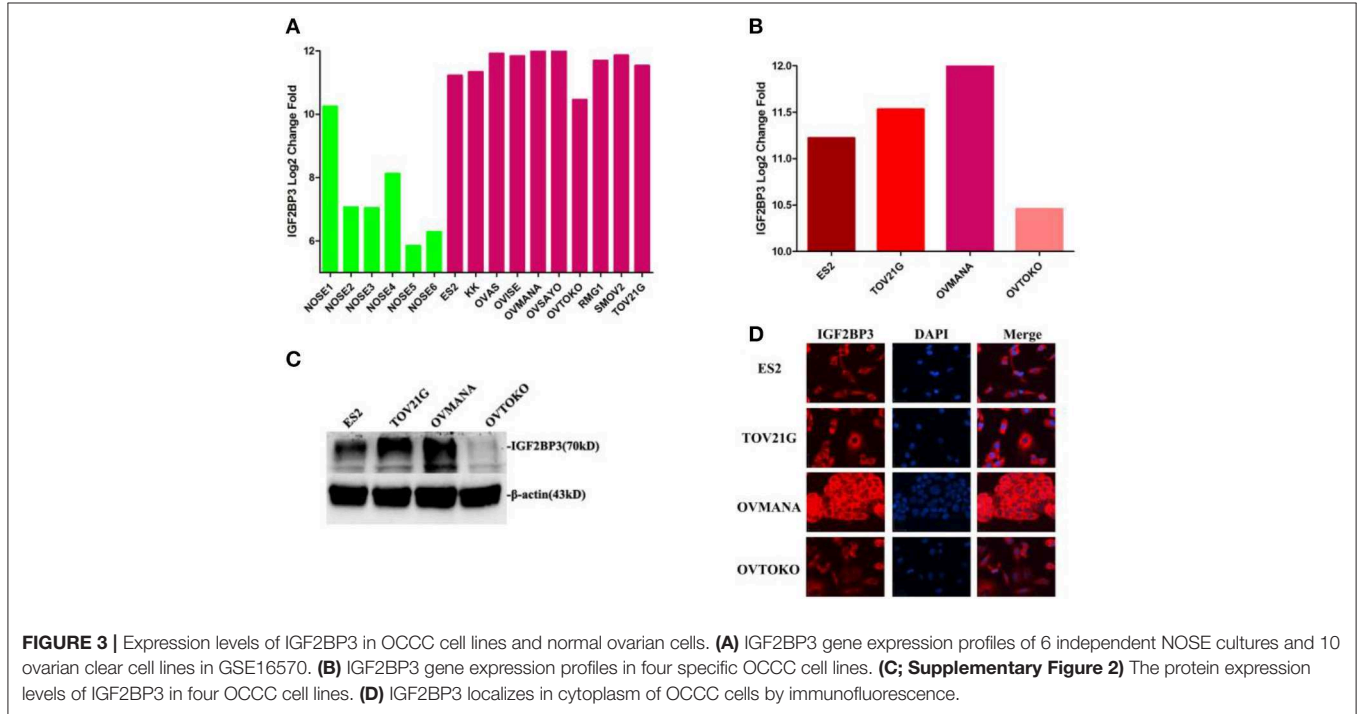 A
IGF2BP3 Log2 Change Fold
12
10
8
6
NOSE1
NOSE2
NOSE3
NOSE4
NOSE5
NOSE6
ES2
KK
OVAS
OVISE
OVMANA
OVSAYO
OVTOKO
RMG1
SMOV2
TOV21G
B
IGF2BP3 Log2 Change Fold
12.0
11.5
11.0
10.5
10.0
ES2
TOV21G
OVMANA
OVTOKO
C
ES2
TOV21G
OVMANA
OVTOKO
-IGF2BP3(70kD)
-β-actin(43kD)
D
IGF2BP3 DAPI Merge
ES2
TOV21G
OVMANA
OVTOKO
FIGURE 3 | Expression levels of IGF2BP3 in OCCC cell lines and normal ovarian cells. (A) IGF2BP3 gene expression profiles of 6 independent NOSE cultures and 10
ovarian clear cell lines in GSE16570. (B) IGF2BP3 gene expression profiles in four specific OCCC cell lines. (C; Supplementary Figure 2) The protein expression
levels of IGF2BP3 in four OCCC cell lines. (D) IGF2BP3 localizes in cytoplasm of OCCC cells by immunofluorescence.